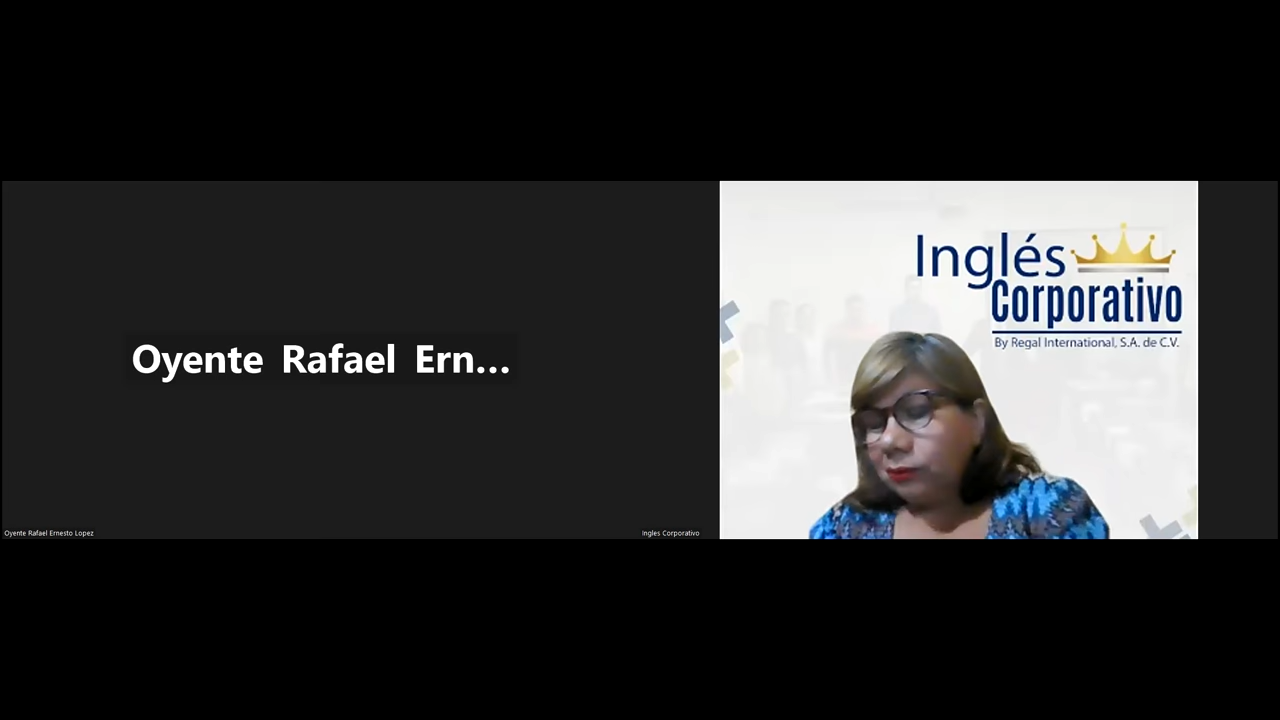 Oyente Rafael Ern...
Oyente Rafael Ernesto Lopez
Ingles Corporativo
Inglés
Corporativo
By Regal International, S.A. de C.V.